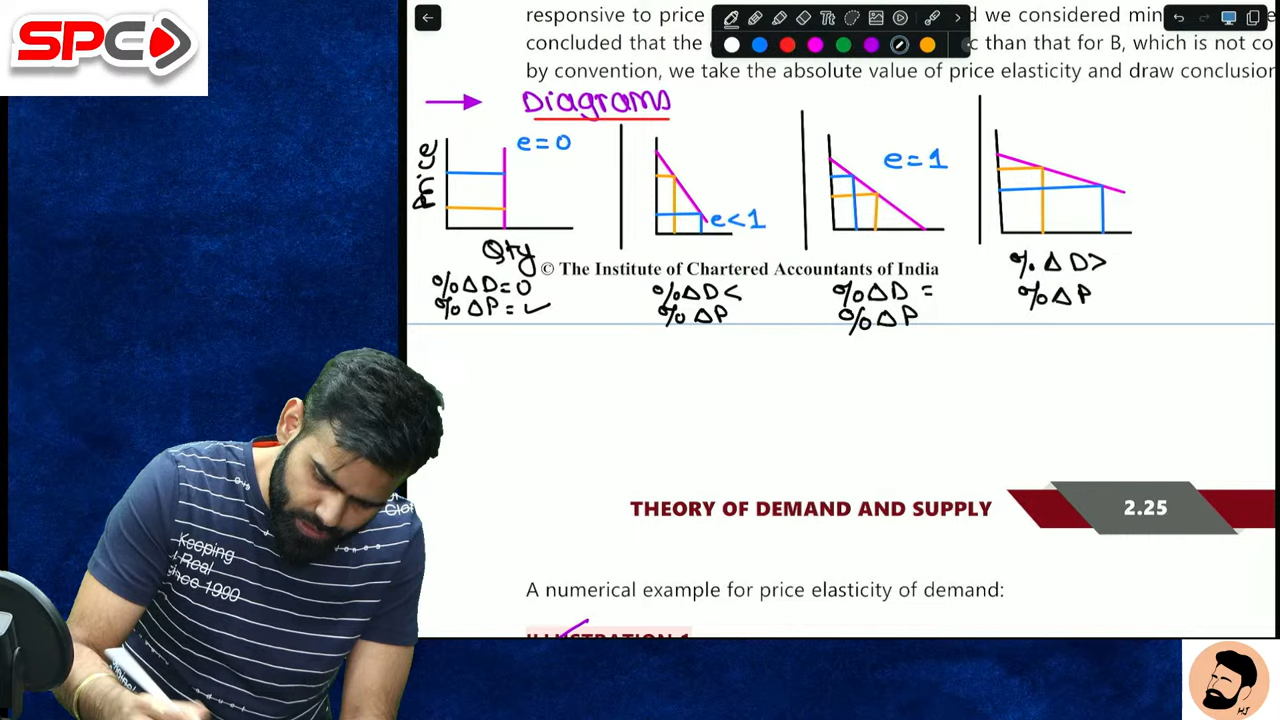 SPC
responsive to price
d we considered min
concluded that the
c than that for B, which is not co
by convention, we take the absolute value of price elasticity and draw conclusion
Diagrams
Price
e=0
Qty
%ΔD=0
%ΔP=✓
e<1
%ΔD<
%ΔP
e=1
%ΔD =
%ΔP
%ΔD>
%ΔP
© The Institute of Chartered Accountants of India
THEORY OF DEMAND AND SUPPLY
2.25
A numerical example for price elasticity of demand:
ILLUSTRATION 1
Keeping
Real
since 1990
HJ